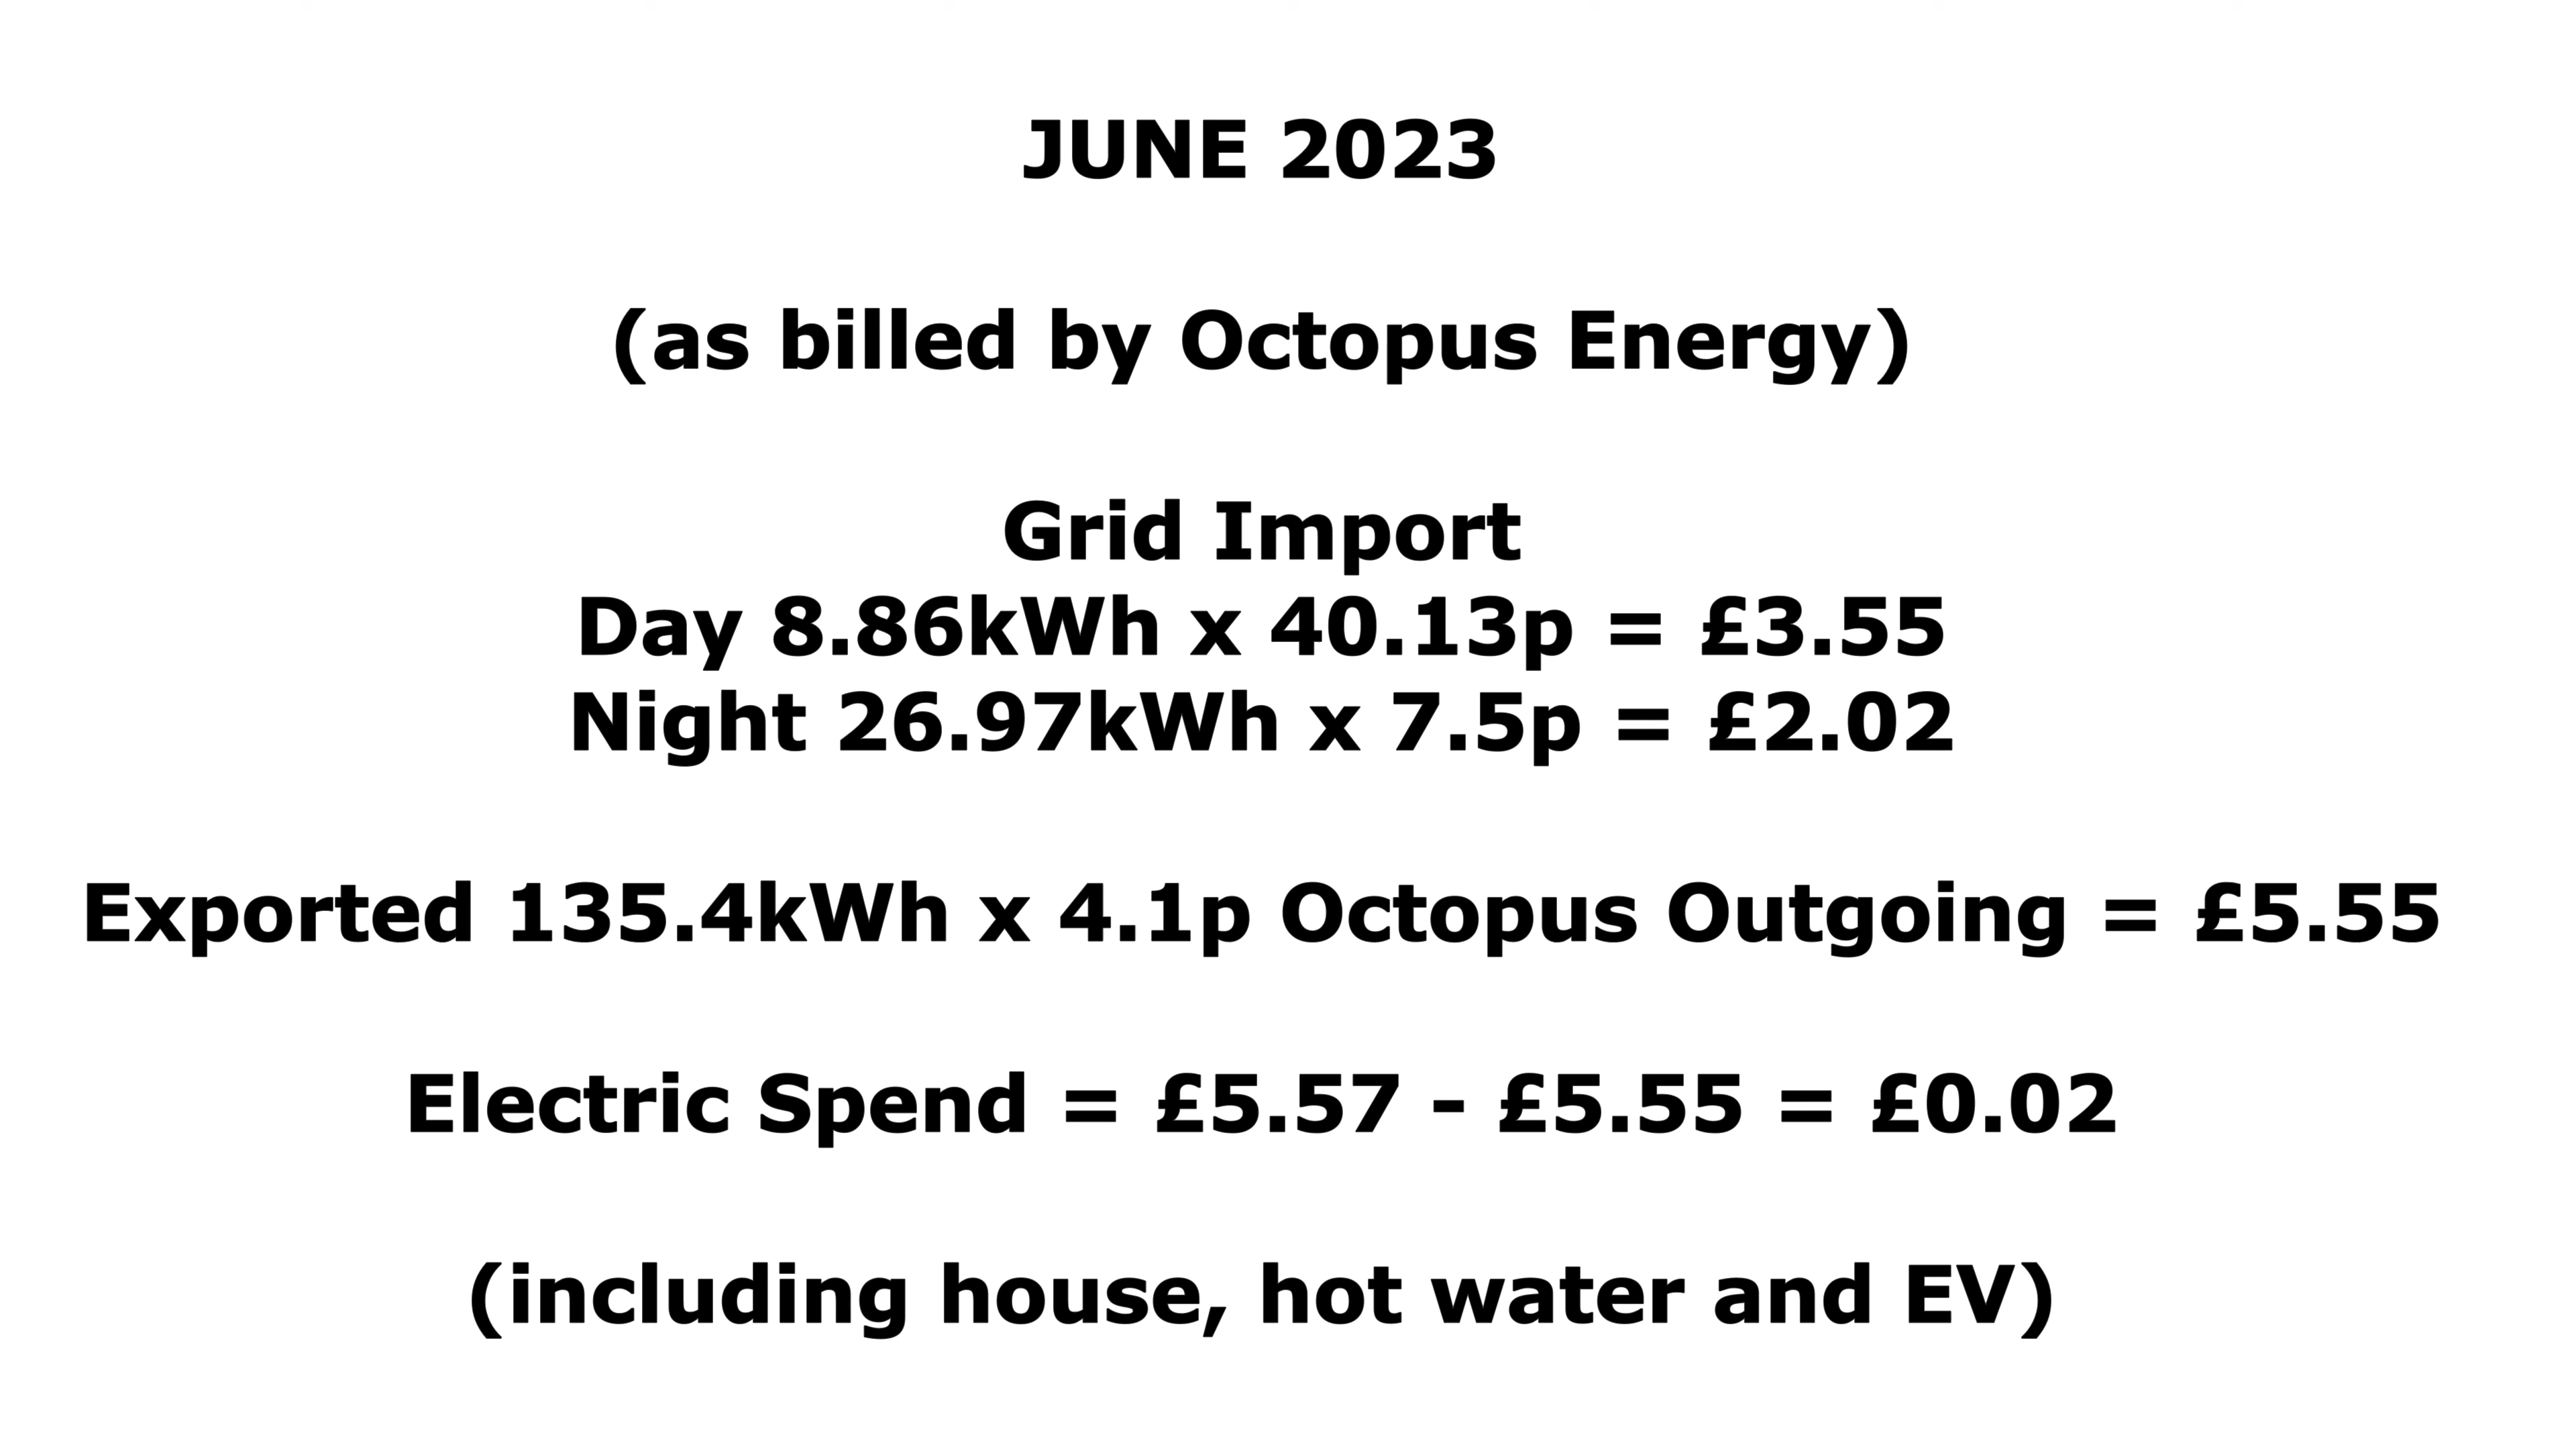 JUNE 2023
(as billed by Octopus Energy)
Grid Import
Day 8.86kWh x 40.13p = £3.55
Night 26.97kWh x 7.5p = £2.02
Exported 135.4kWh x 4.1p Octopus Outgoing = £5.55
Electric Spend = £5.57 - £5.55 = £0.02
(including house, hot water and EV)